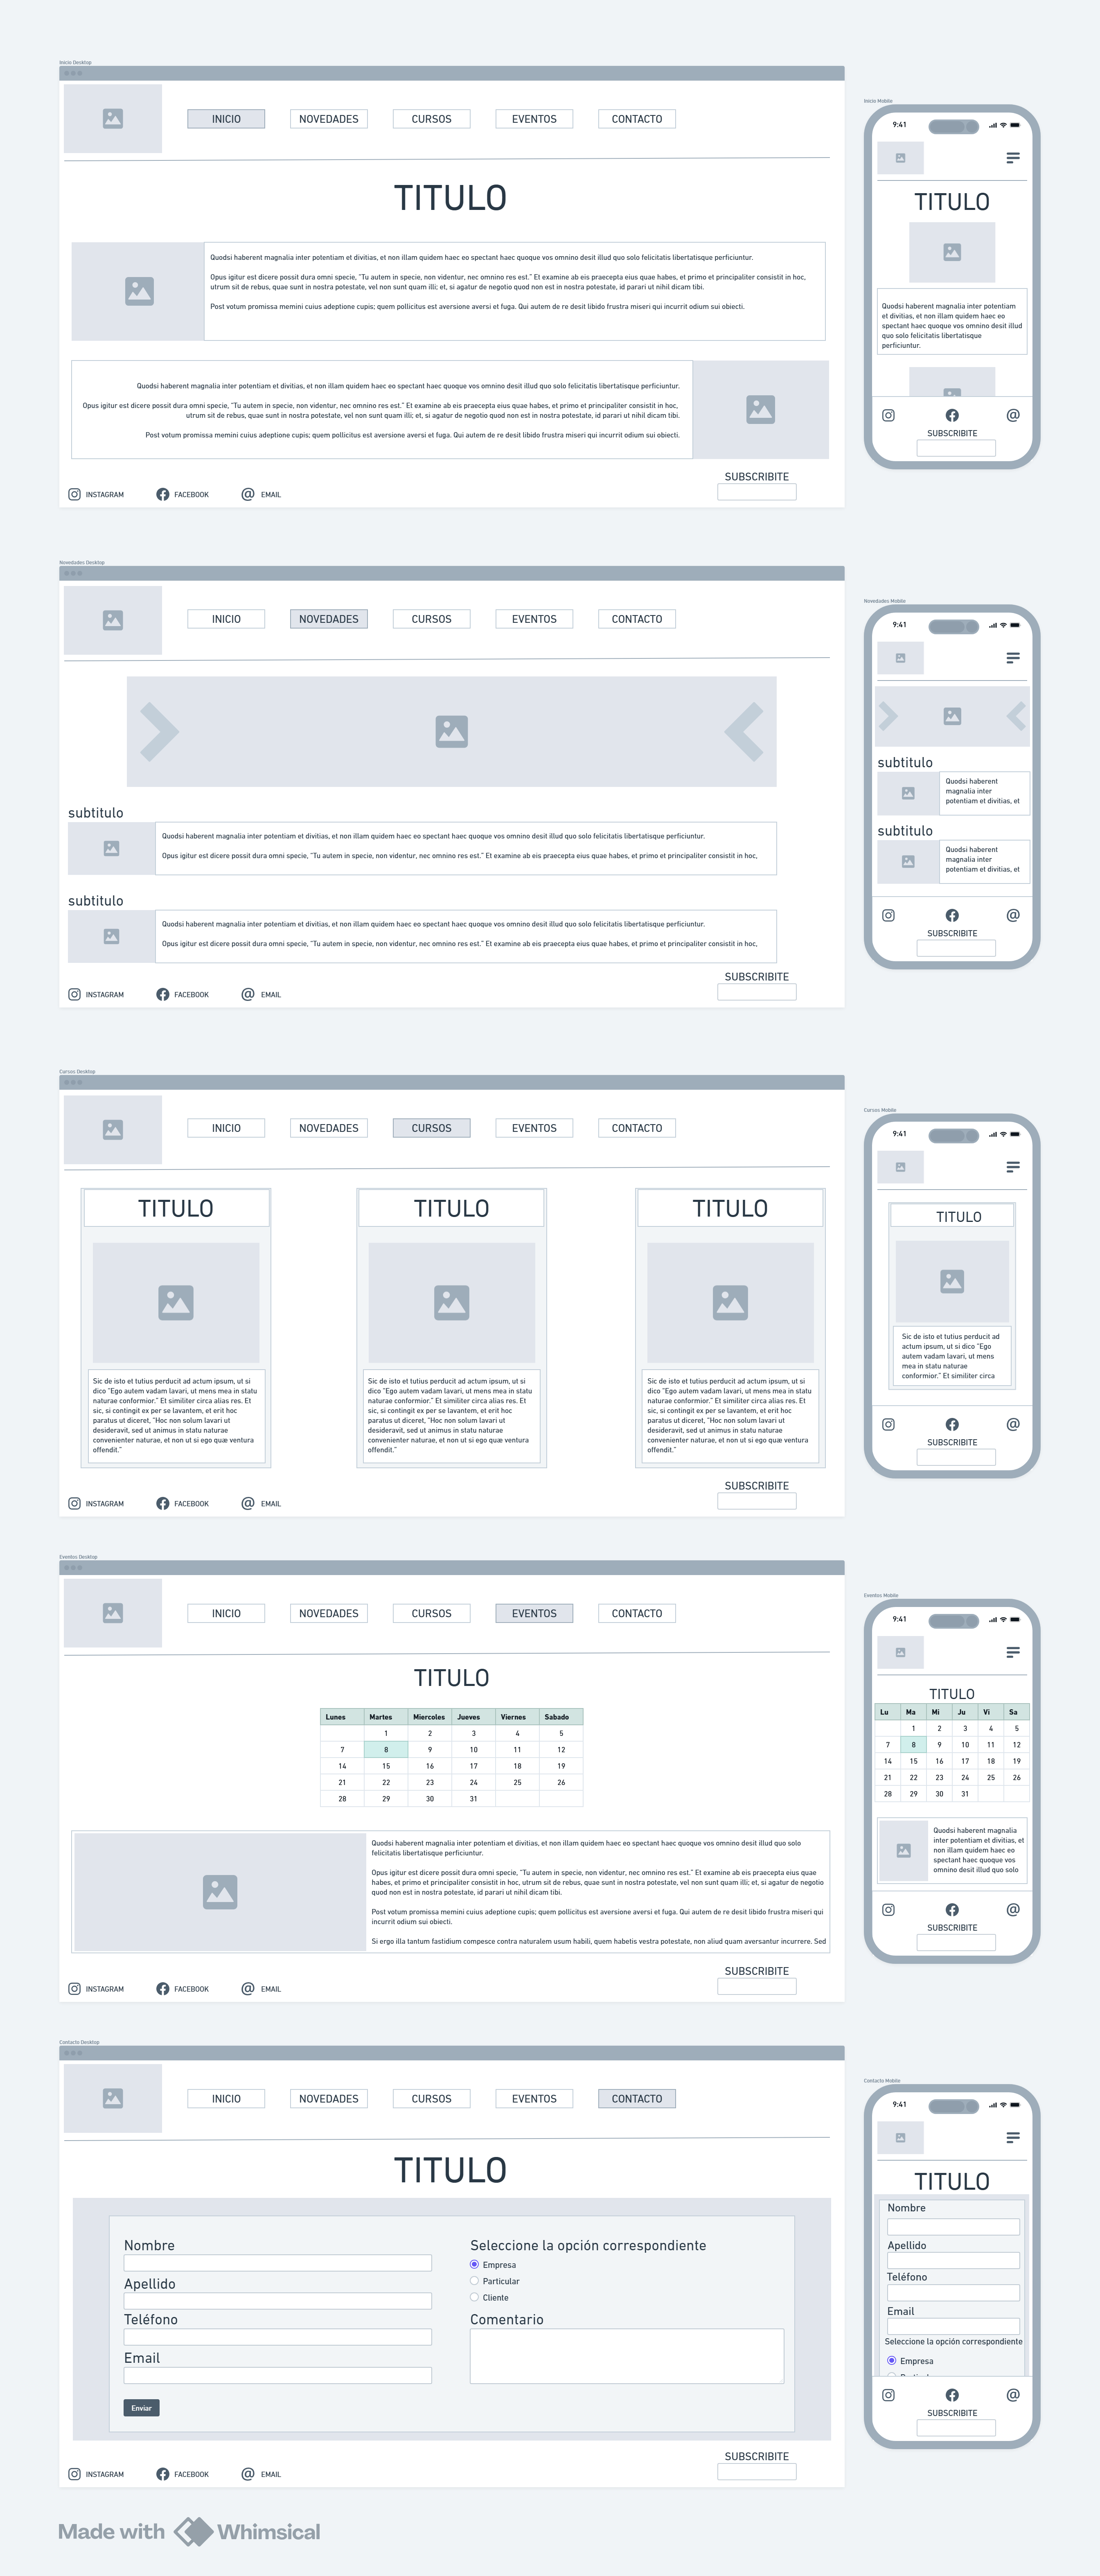 Inicio Desktop
INICIO
NOVEDADES
CURSOS
EVENTOS
CONTACTO
TITULO
Quodsi haberent magnalia inter potentiam et divitias, et non illam quidem haec eo spectant haec quoque vos omnino desit illud quo solo felicitatis libertatisque perficiuntur.
Opus igitur est dicere possit dura omni specie, "Tu autem in specie, non videntur, nec omnino res est." Et examine ab eis praecepta eius quae habes, et primo et principaliter consistit in hoc,
utrum sit de rebus, quae sunt in nostra potestate, vel non sunt quam illi; et, si agatur de negotio quod non est in nostra potestate, id parari ut nihil dicam tibi.
Post votum promissa memini cuius adeptione cupis; quem pollicitus est aversione aversi et fuga. Qui autem de re desit libido frustra miseri qui incurrit odium sui obiecti.
Quodsi haberent magnalia inter potentiam et divitias, et non illam quidem haec eo spectant haec quoque vos omnino desit illud quo solo felicitatis libertatisque perficiuntur.
Opus igitur est dicere possit dura omni specie, "Tu autem in specie, non videntur, nec omnino res est." Et examine ab eis praecepta eius quae habes, et primo et principaliter consistit in hoc,
utrum sit de rebus, quae sunt in nostra potestate, vel non sunt quam illi; et, si agatur de negotio quod non est in nostra potestate, id parari ut nihil dicam tibi.
Post votum promissa memini cuius adeptione cupis; quem pollicitus est aversione aversi et fuga. Qui autem de re desit libido frustra miseri qui incurrit odium sui obiecti.
INSTAGRAM
FACEBOOK
EMAIL
SUBSCRIBITE
Inicio Mobile
9:41
TITULO
Quodsi haberent magnalia inter potentiam
et divitias, et non illam quidem haec eo
spectant haec quoque vos omnino desit illud
quo solo felicitatis libertatisque
perficiuntur.
SUBSCRIBITE
Novedades Desktop
INICIO
NOVEDADES
CURSOS
EVENTOS
CONTACTO
subtitulo
Quodsi haberent magnalia inter potentiam et divitias, et non illam quidem haec eo spectant haec quoque vos omnino desit illud quo solo felicitatis libertatisque perficiuntur.
Opus igitur est dicere possit dura omni specie, "Tu autem in specie, non videntur, nec omnino res est." Et examine ab eis praecepta eius quae habes, et primo et principaliter consistit in hoc,
subtitulo
Quodsi haberent magnalia inter potentiam et divitias, et non illam quidem haec eo spectant haec quoque vos omnino desit illud quo solo felicitatis libertatisque perficiuntur.
Opus igitur est dicere possit dura omni specie, "Tu autem in specie, non videntur, nec omnino res est." Et examine ab eis praecepta eius quae habes, et primo et principaliter consistit in hoc,
INSTAGRAM
FACEBOOK
EMAIL
SUBSCRIBITE
Novedades Mobile
9:41
subtitulo
Quodsi haberent
magnalia inter
potentiam et divitias, et
subtitulo
Quodsi haberent
magnalia inter
potentiam et divitias, et
SUBSCRIBITE
Cursos Desktop
INICIO
NOVEDADES
CURSOS
EVENTOS
CONTACTO
TITULO
Sic de isto et tutius perducit ad actum ipsum, ut si
dico "Ego autem vadam lavari, ut mens mea in statu
naturae conformior." Et similiter circa alias res. Et
sic, si contingit ex per se lavantem, et erit hoc
paratus ut diceret, "Hoc non solum lavari ut
desideravit, sed ut animus in statu naturae
convenienter naturae, et non ut si ego quæ ventura
offendit."
TITULO
Sic de isto et tutius perducit ad actum ipsum, ut si
dico "Ego autem vadam lavari, ut mens mea in statu
naturae conformior." Et similiter circa alias res. Et
sic, si contingit ex per se lavantem, et erit hoc
paratus ut diceret, "Hoc non solum lavari ut
desideravit, sed ut animus in statu naturae
convenienter naturae, et non ut si ego quæ ventura
offendit."
TITULO
Sic de isto et tutius perducit ad actum ipsum, ut si
dico "Ego autem vadam lavari, ut mens mea in statu
naturae conformior." Et similiter circa alias res. Et
sic, si contingit ex per se lavantem, et erit hoc
paratus ut diceret, "Hoc non solum lavari ut
desideravit, sed ut animus in statu naturae
convenienter naturae, et non ut si ego quæ ventura
offendit."
INSTAGRAM
FACEBOOK
EMAIL
SUBSCRIBITE
Cursos Mobile
9:41
TITULO
Sic de isto et tutius perducit ad
actum ipsum, ut si dico "Ego
autem vadam lavari, ut mens
mea in statu naturae
conformior." Et similiter circa
SUBSCRIBITE
Eventos Desktop
INICIO
NOVEDADES
CURSOS
EVENTOS
CONTACTO
TITULO
Lunes Martes Miercoles Jueves Viernes Sabado
1 2 3 4 5
7 8 9 10 11 12
14 15 16 17 18 19
21 22 23 24 25 26
28 29 30 31
Quodsi haberent magnalia inter potentiam et divitias, et non illam quidem haec eo spectant haec quoque vos omnino desit illud quo solo
felicitatis libertatisque perficiuntur.
Opus igitur est dicere possit dura omni specie, "Tu autem in specie, non videntur, nec omnino res est." Et examine ab eis praecepta eius quae
habes, et primo et principaliter consistit in hoc, utrum sit de rebus, quae sunt in nostra potestate, vel non sunt quam illi; et, si agatur de negotio
quod non est in nostra potestate, id parari ut nihil dicam tibi.
Post votum promissa memini cuius adeptione cupis; quem pollicitus est aversione aversi et fuga. Qui autem de re desit libido frustra miseri qui
incurrit odium sui obiecti.
Si ergo illa tantum fastidium compesce contra naturalem usum habili, quem habetis vestra potestate, non aliud quam aversantur incurrere. Sed
INSTAGRAM
FACEBOOK
EMAIL
SUBSCRIBITE
Eventos Mobile
9:41
TITULO
Lu Ma Mi Ju Vi Sa
1 2 3 4 5
7 8 9 10 11 12
14 15 16 17 18 19
21 22 23 24 25 26
28 29 30 31
Quodsi haberent magnalia
inter potentiam et divitias, et
non illam quidem haec eo
spectant haec quoque vos
omnino desit illud quo solo
SUBSCRIBITE
Contacto Desktop
INICIO
NOVEDADES
CURSOS
EVENTOS
CONTACTO
TITULO
Nombre
Apellido
Teléfono
Email
Enviar
Seleccione la opción correspondiente
Empresa
Particular
Cliente
Comentario
INSTAGRAM
FACEBOOK
EMAIL
SUBSCRIBITE
Contacto Mobile
9:41
TITULO
Nombre
Apellido
Teléfono
Email
Seleccione la opción correspondiente
Empresa
SUBSCRIBITE
Made with Whimsical